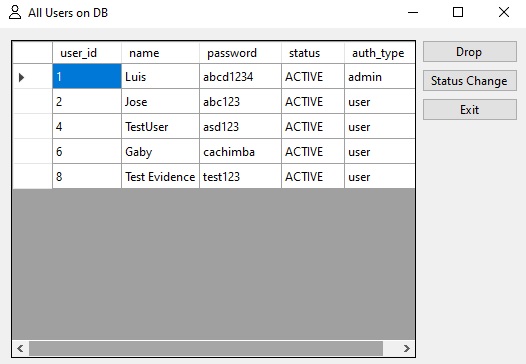 All Users on DB
user_id name password status auth_type
1 Luis abcd1234 ACTIVE admin
2 Jose abc123 ACTIVE user
4 TestUser asd123 ACTIVE user
6 Gaby cachimba ACTIVE user
8 Test Evidence test123 ACTIVE user
Drop
Status Change
Exit